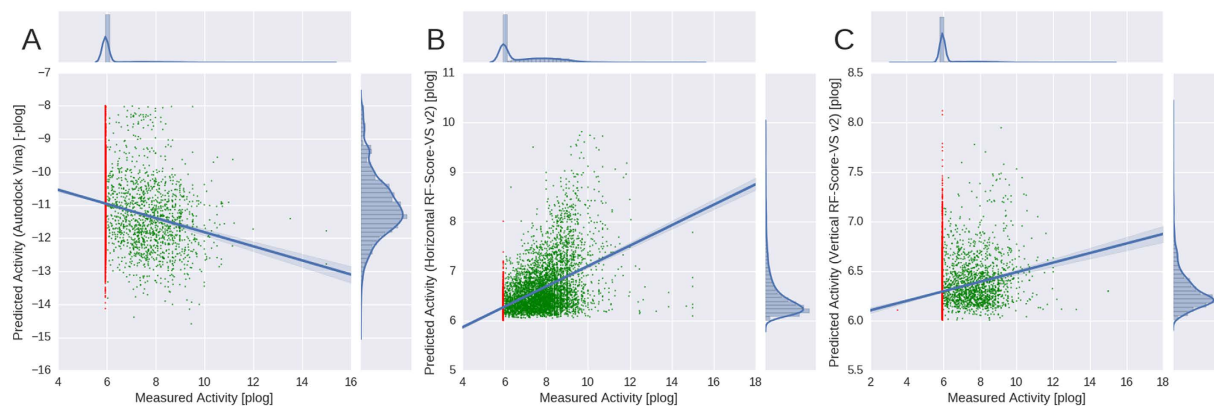 A
−7
−8
−9
−10
−11
−12
−13
−14
−15
−16
Predicted Activity (Autodock Vina) [-plog]
4 6 8 10 12 14 16
Measured Activity [plog]
B
11
10
9
8
7
6
5
Predicted Activity (Horizontal RF-Score-VS v2) [plog]
4 6 8 10 12 14 16 18
Measured Activity [plog]
C
8.5
8.0
7.5
7.0
6.5
6.0
5.5
Predicted Activity (Vertical RF-Score-VS v2) [plog]
2 4 6 8 10 12 14 16 18
Measured Activity [plog]